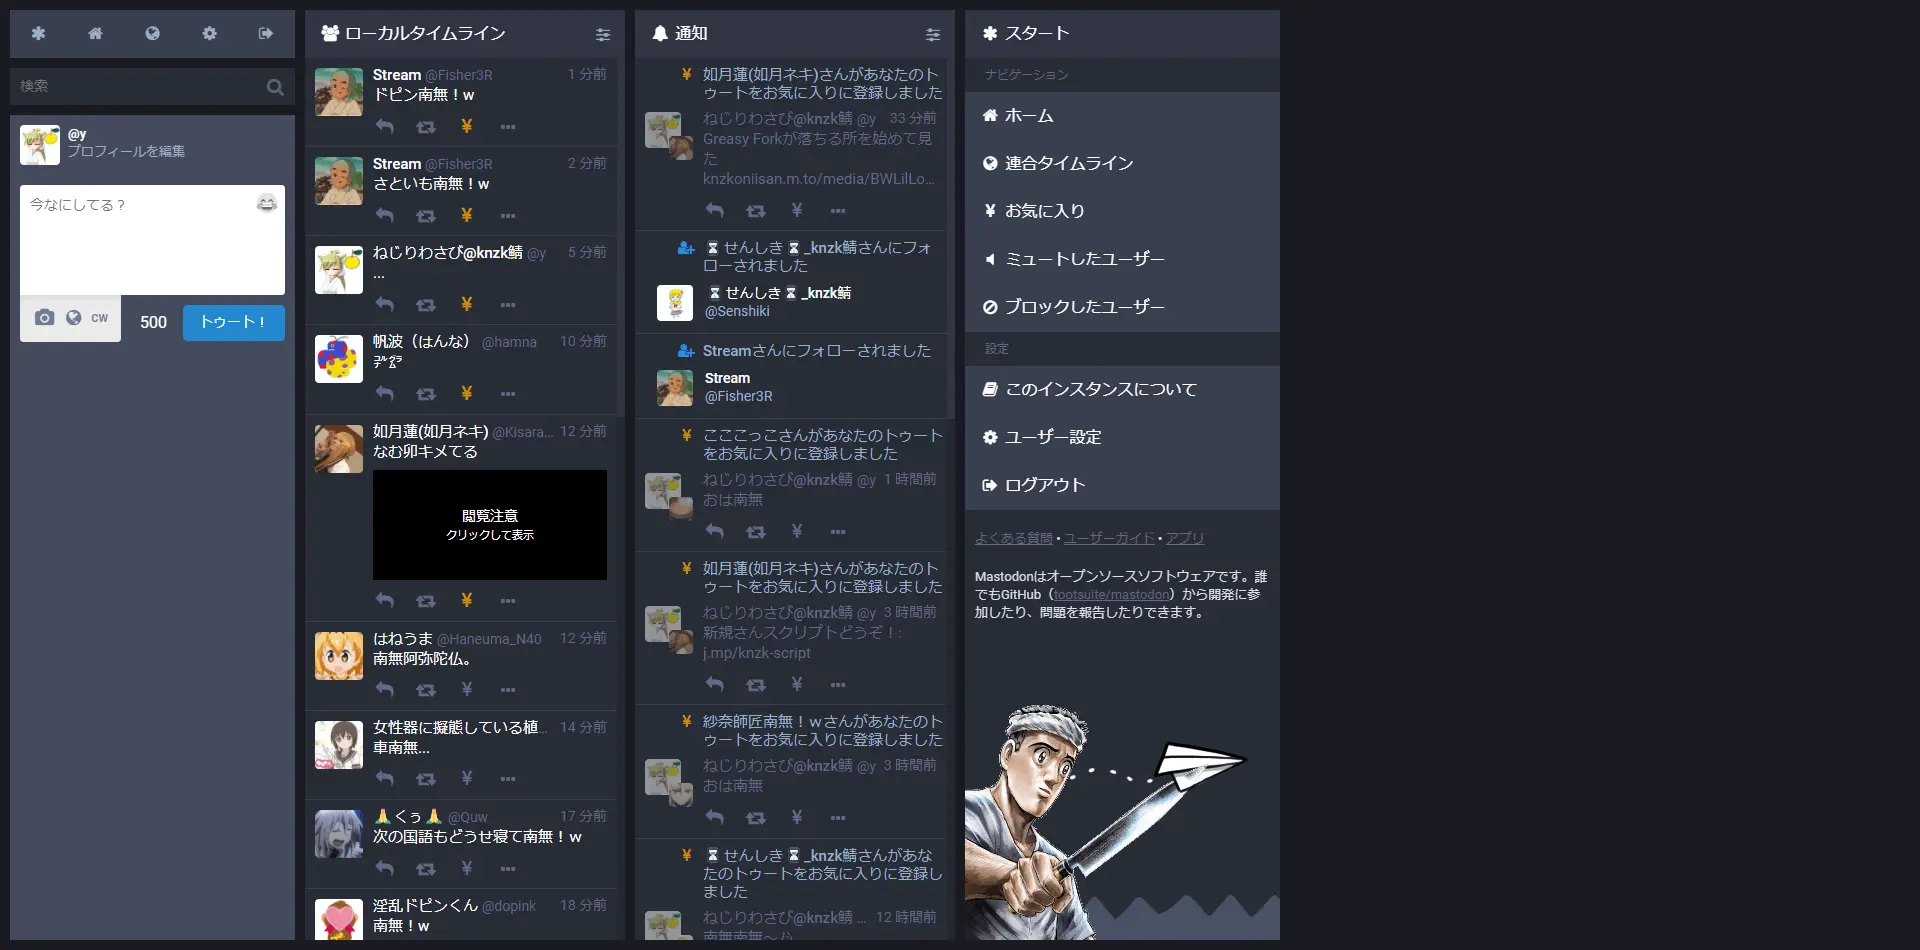 検索
@y
プロフィールを編集
今なにしてる？
CW
500
トゥート！
ローカルタイムライン
Stream @Fisher3R 1 分前
ドピン南無！w
Stream @Fisher3R 2 分前
さといも南無！w
ねじりわさび@knzk鯖 @y 5 分前
...
帆波（はんな） @hamna 10 分前
如月蓮(如月ネキ) @Kisara... 12 分前
なむ卯キメてる
閲覧注意
クリックして表示
はねうま @Haneuma_N40 12 分前
南無阿弥陀仏。
女性器に擬態している植... 14 分前
車南無...
🙏くぅ🙏 @Quw 17 分前
次の国語もどうせ寝て南無！w
淫乱ドピンくん @dopink 18 分前
南無！w
通知
¥ 如月蓮(如月ネキ)さんがあなたのト
ゥートをお気に入りに登録しました
ねじりわさび@knzk鯖 @y 33 分前
Greasy Forkが落ちる所を始めて見
た
knzkoniisan.m.to/media/BWLilLo...
⌛せんしき⌛_knzk鯖さんにフォ
ローされました
⌛せんしき⌛_knzk鯖
@Senshiki
Streamさんにフォローされました
Stream
@Fisher3R
¥ こここっこさんがあなたのトゥート
をお気に入りに登録しました
ねじりわさび@knzk鯖 @y 1 時間前
おは南無
¥ 如月蓮(如月ネキ)さんがあなたのト
ゥートをお気に入りに登録しました
ねじりわさび@knzk鯖 @y 3 時間前
新規さんスクリプトどうぞ！:
j.mp/knzk-script
¥ 紗奈師匠南無！wさんがあなたのト
ゥートをお気に入りに登録しました
ねじりわさび@knzk鯖 @y 3 時間前
おは南無
¥ ⌛せんしき⌛_knzk鯖さんがあな
たのトゥートをお気に入りに登録し
ました
ねじりわさび@knzk鯖 ... 12 時間前
スタート
ナビゲーション
ホーム
連合タイムライン
¥ お気に入り
ミュートしたユーザー
ブロックしたユーザー
設定
このインスタンスについて
ユーザー設定
ログアウト
よくある質問 • ユーザーガイド • アプリ
Mastodonはオープンソースソフトウェアです。誰
でもGitHub（tootsuite/mastodon）から開発に参
加したり、問題を報告したりできます。